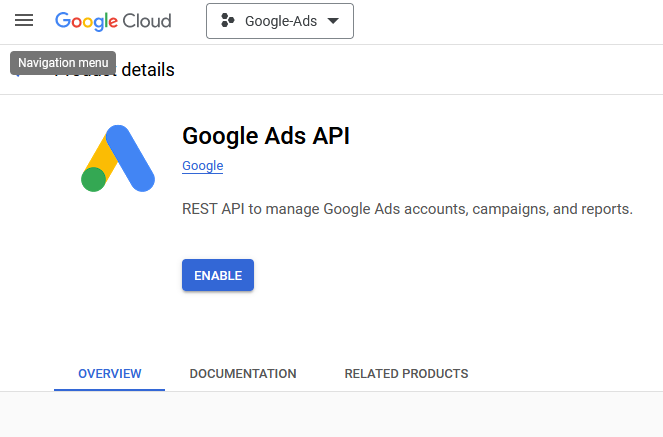 Google Cloud
Google-Ads
Navigation menu
Product details
Google Ads API
Google
REST API to manage Google Ads accounts, campaigns, and reports.
ENABLE
OVERVIEW
DOCUMENTATION
RELATED PRODUCTS